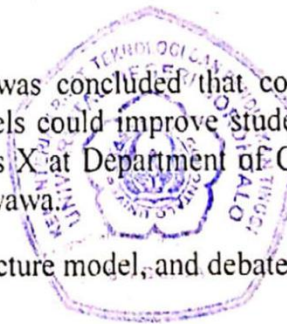 was concluded that co
els could improve stude
s X at Department of C
wawa.
cture model, and debate